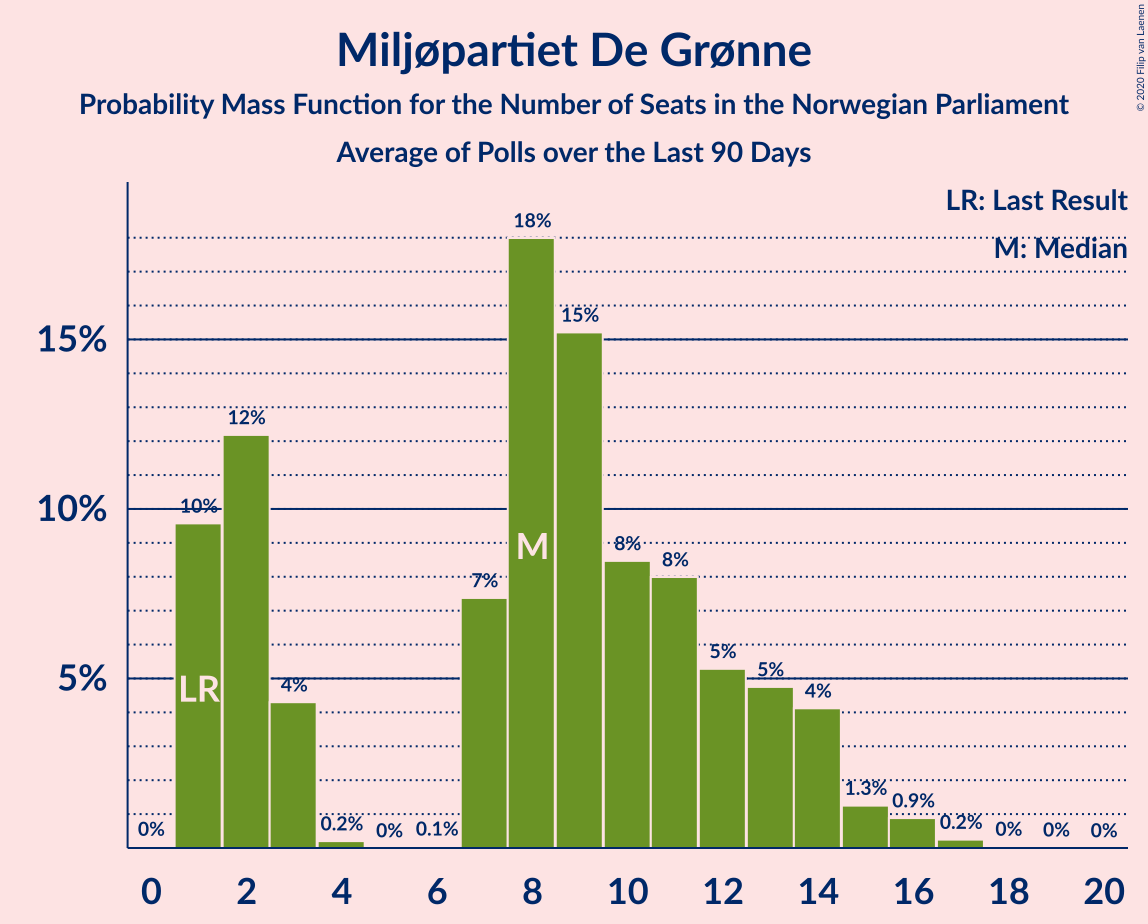 Miljøpartiet De Grønne
Probability Mass Function for the Number of Seats in the Norwegian Parliament
Average of Polls over the Last 90 Days
© 2020 Filip van Laenen
LR: Last Result
M: Median
15%
10%
5%
0%
10%
12%
4%
0.2%
0%
0.1%
7%
18%
15%
8%
8%
5%
5%
4%
1.3%
0.9%
0.2%
0%
0%
0%
LR
M
0 2 4 6 8 10 12 14 16 18 20